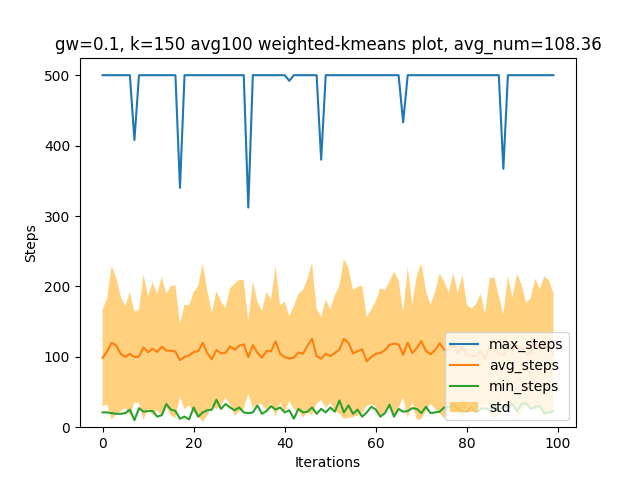 gw=0.1, k=150 avg100 weighted-kmeans plot, avg_num=108.36
500
400
300
200
100
0
Steps
max_steps
avg_steps
min_steps
std
0 20 40 60 80 100
Iterations